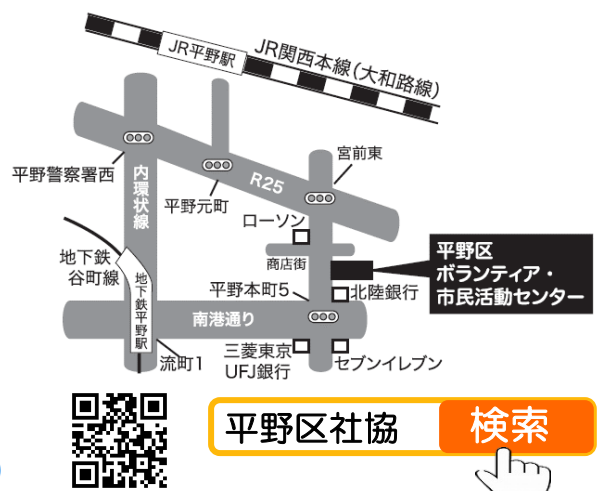 JR平野駅
JR関西本線(大和路線)
宮前東
平野警察署西
内環状線
平野元町
R25
ローソン
地下鉄
谷町線
商店街
平野区
ボランティア・
市民活動センター
平野本町5
北陸銀行
地下鉄平野駅
南港通り
流町1
三菱東京
UFJ銀行
セブンイレブン
平野区社協
検索